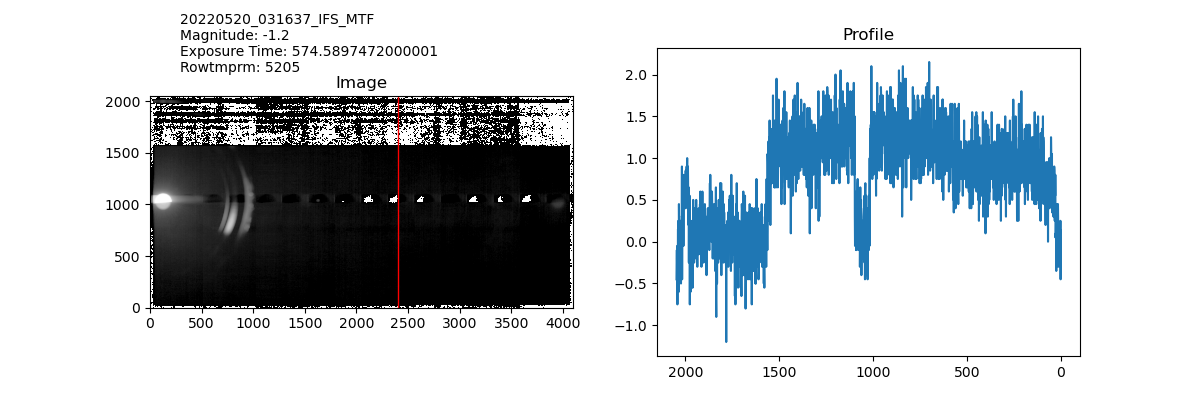 20220520_031637_IFS_MTF
Magnitude: -1.2
Exposure Time: 574.5897472000001
Rowtmprm: 5205
Image
2000
1500
1000
500
0
0 500 1000 1500 2000 2500 3000 3500 4000
Profile
2.0
1.5
1.0
0.5
0.0
−0.5
−1.0
2000 1500 1000 500 0